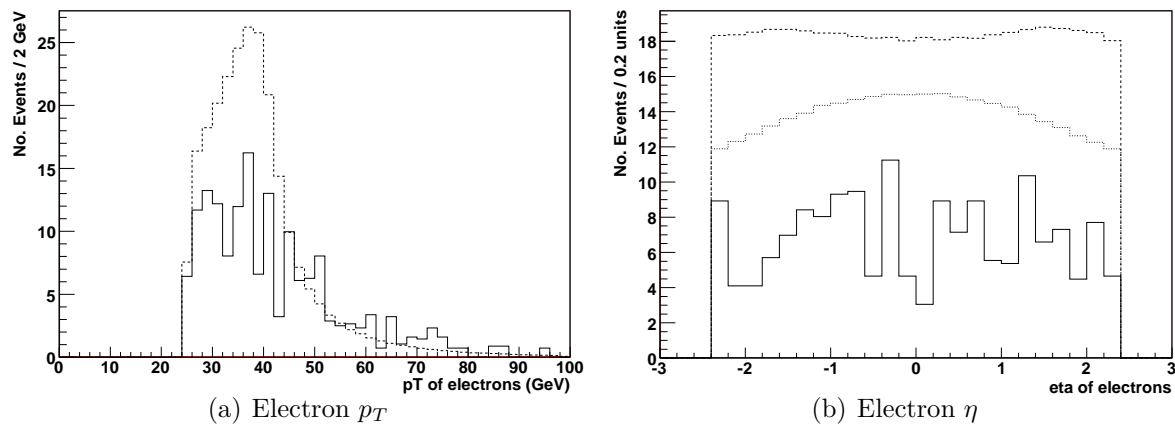 No. Events / 2 GeV
25
20
15
10
5
0
0 10 20 30 40 50 60 70 80 90 100
pT of electrons (GeV)
(a) Electron p_T
No. Events / 0.2 units
18
16
14
12
10
8
6
4
2
0
-3 -2 -1 0 1 2 3
eta of electrons
(b) Electron η